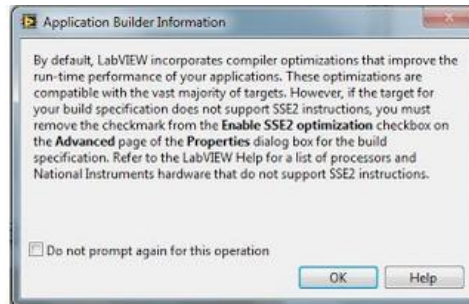 Application Builder Information
By default, LabVIEW incorporates compiler optimizations that improve the
run-time performance of your applications. These optimizations are
compatible with the vast majority of targets. However, if the target for
your build specification does not support SSE2 instructions, you must
remove the checkmark from the Enable SSE2 optimization checkbox on
the Advanced page of the Properties dialog box for the build
specification. Refer to the LabVIEW Help for a list of processors and
National Instruments hardware that do not support SSE2 instructions.
Do not prompt again for this operation
OK Help